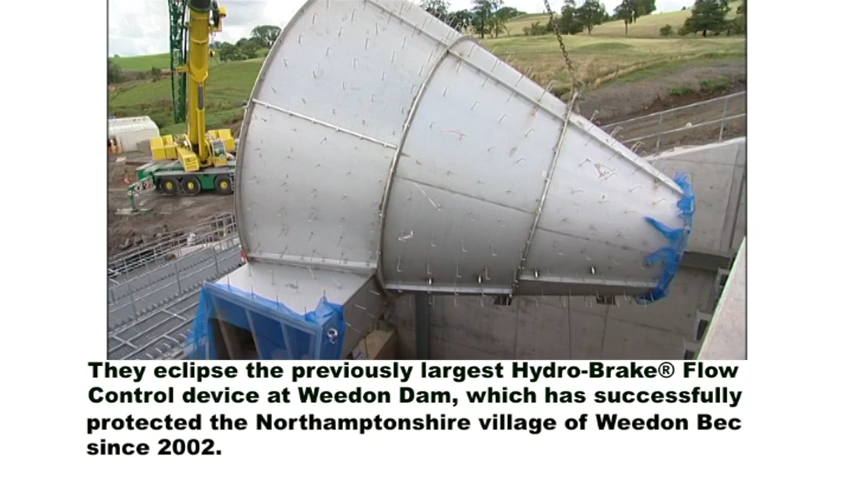 They eclipse the previously largest Hydro-Brake® Flow
Control device at Weedon Dam, which has successfully
protected the Northamptonshire village of Weedon Bec
since 2002.